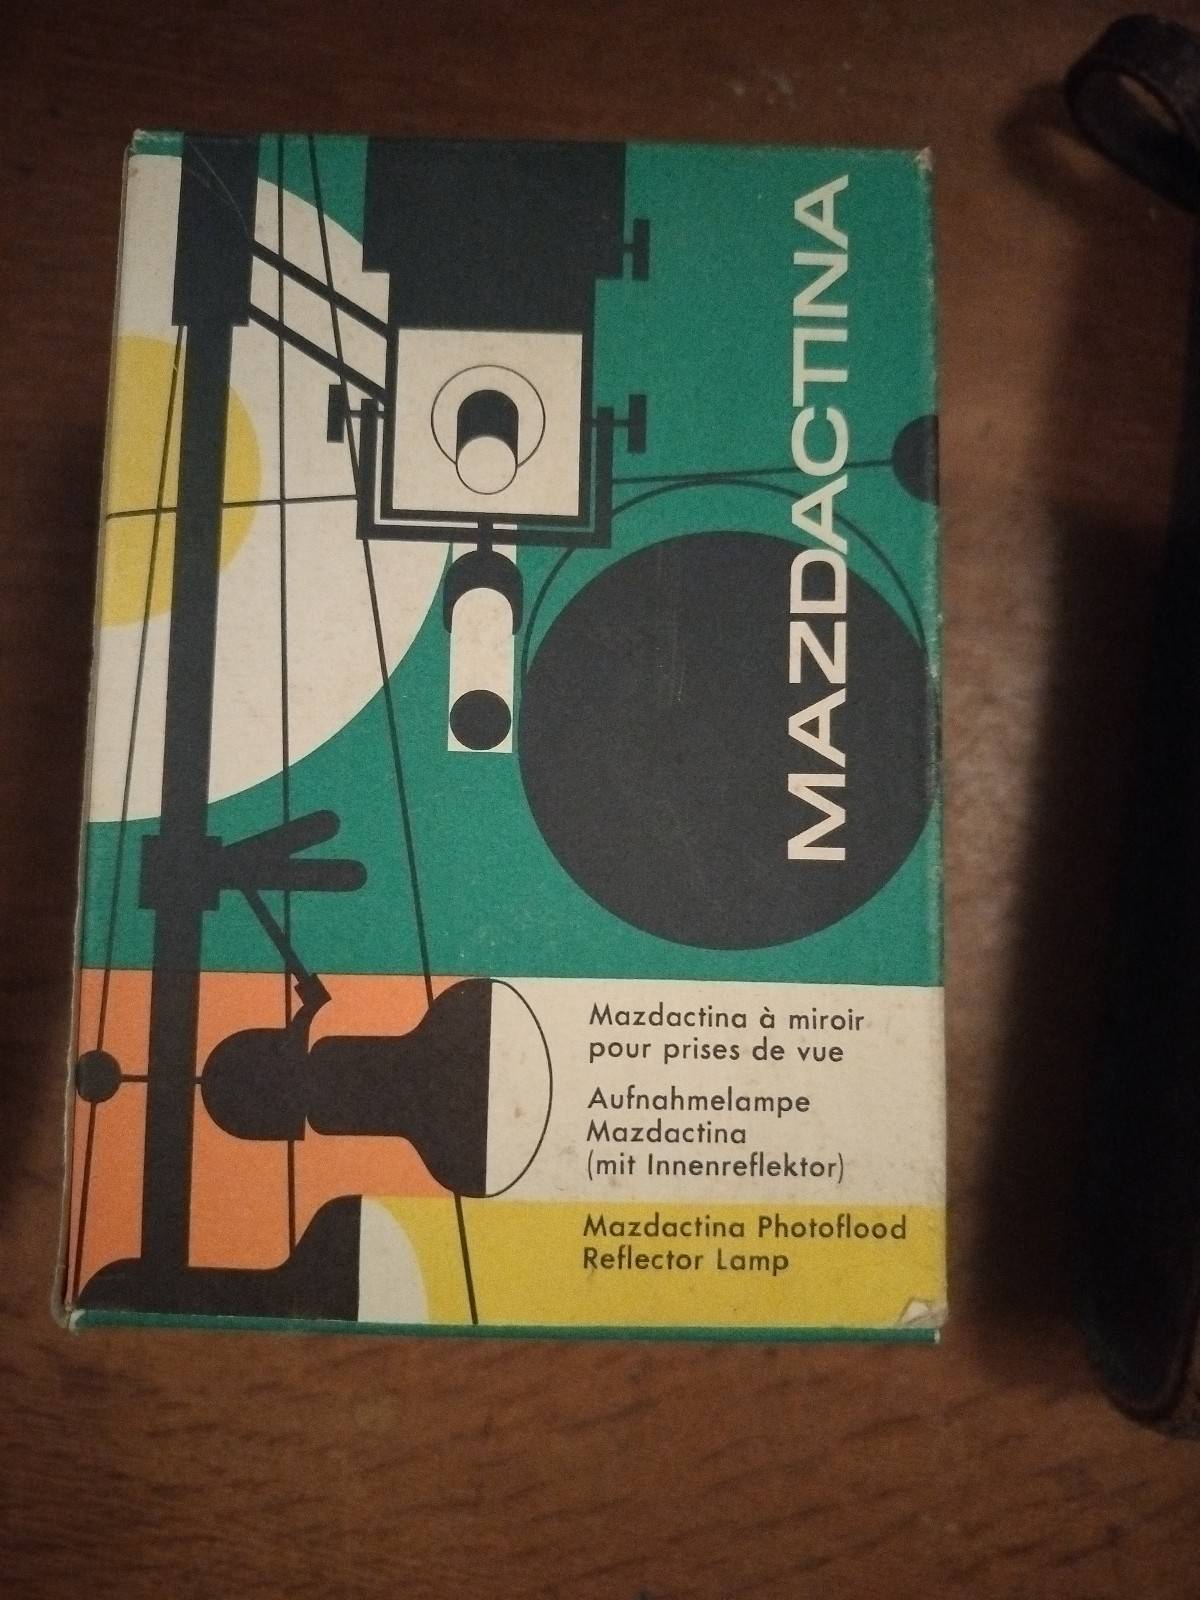 MAZDACTINA
Mazdactina à miroir
pour prises de vue
Aufnahmelampe
Mazdactina
(mit Innenreflektor)
Mazdactina Photoflood
Reflector Lamp